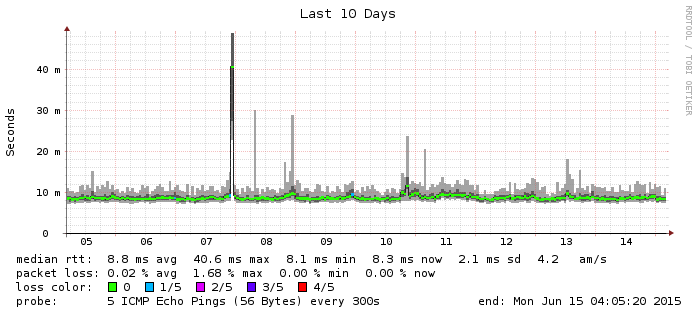 Last 10 Days
RRDTOOL / TOBI OETIKER
Seconds
40 m
30 m
20 m
10 m
0
05 06 07 08 09 10 11 12 13 14
median rtt: 8.8 ms avg 40.6 ms max 8.1 ms min 8.3 ms now 2.1 ms sd 4.2 am/s
packet loss: 0.02 % avg 1.68 % max 0.00 % min 0.00 % now
loss color: 0 1/5 2/5 3/5 4/5
probe: 5 ICMP Echo Pings (56 Bytes) every 300s end: Mon Jun 15 04:05:20 2015